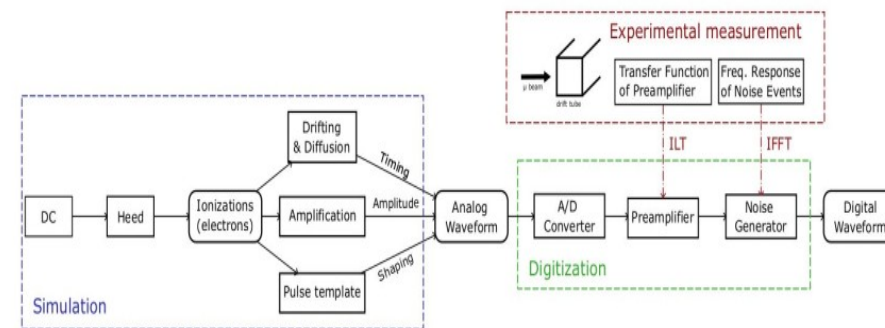 Experimental measurement
μ beam
drift tube
Transfer Function
of Preamplifier
Freq. Response
of Noise Events
ILT
IFFT
Drifting
& Diffusion
Timing
DC
Heed
Ionizations
(electrons)
Amplification
Amplitude
Analog
Waveform
A/D
Converter
Preamplifier
Noise
Generator
Digital
Waveform
Shaping
Pulse template
Simulation
Digitization